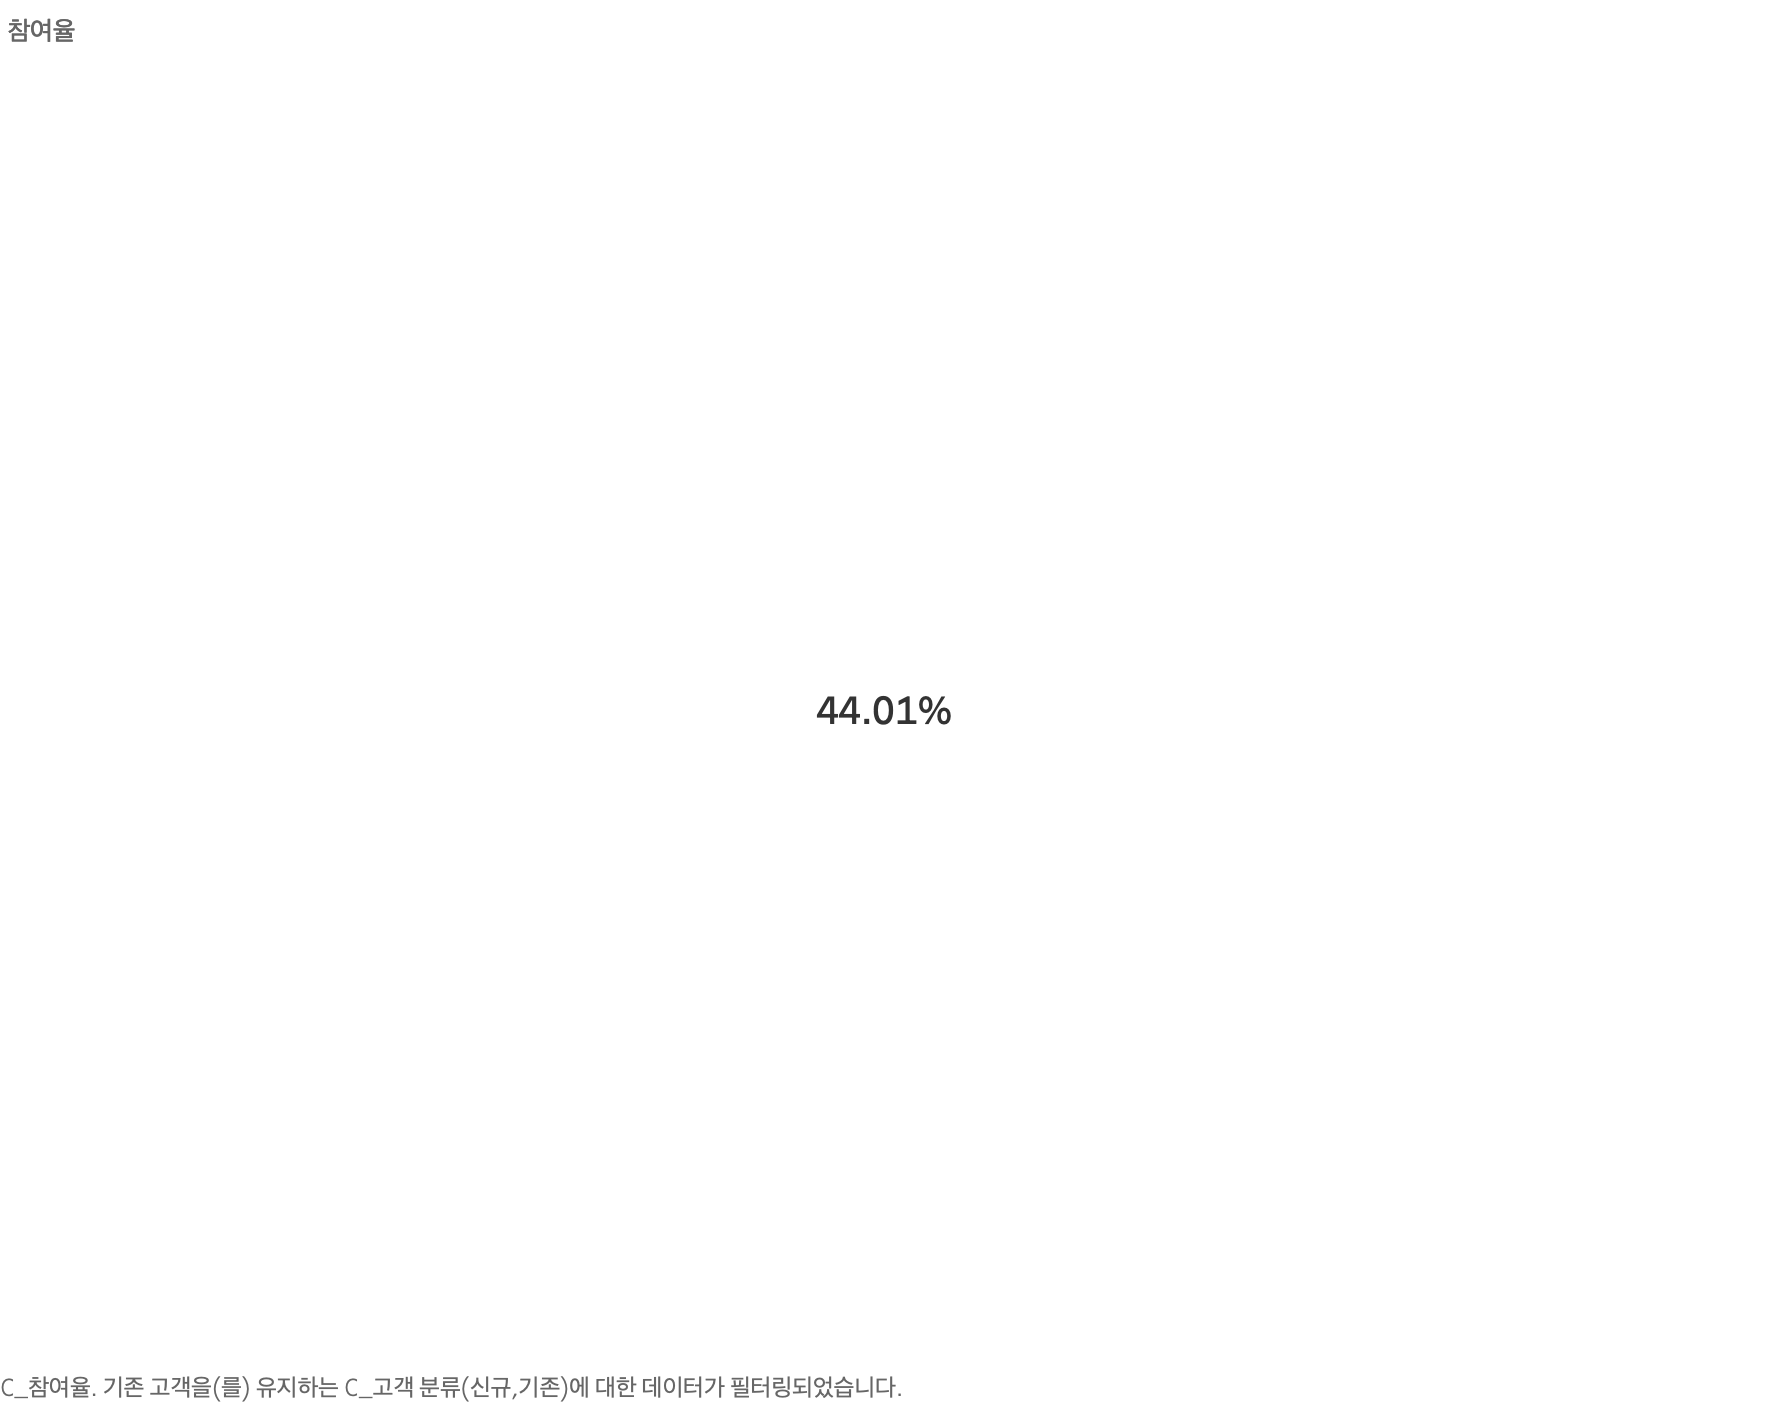 참여율
44.01%
C_참여율. 기존 고객을(를) 유지하는 C_고객 분류(신규,기존)에 대한 데이터가 필터링되었습니다.